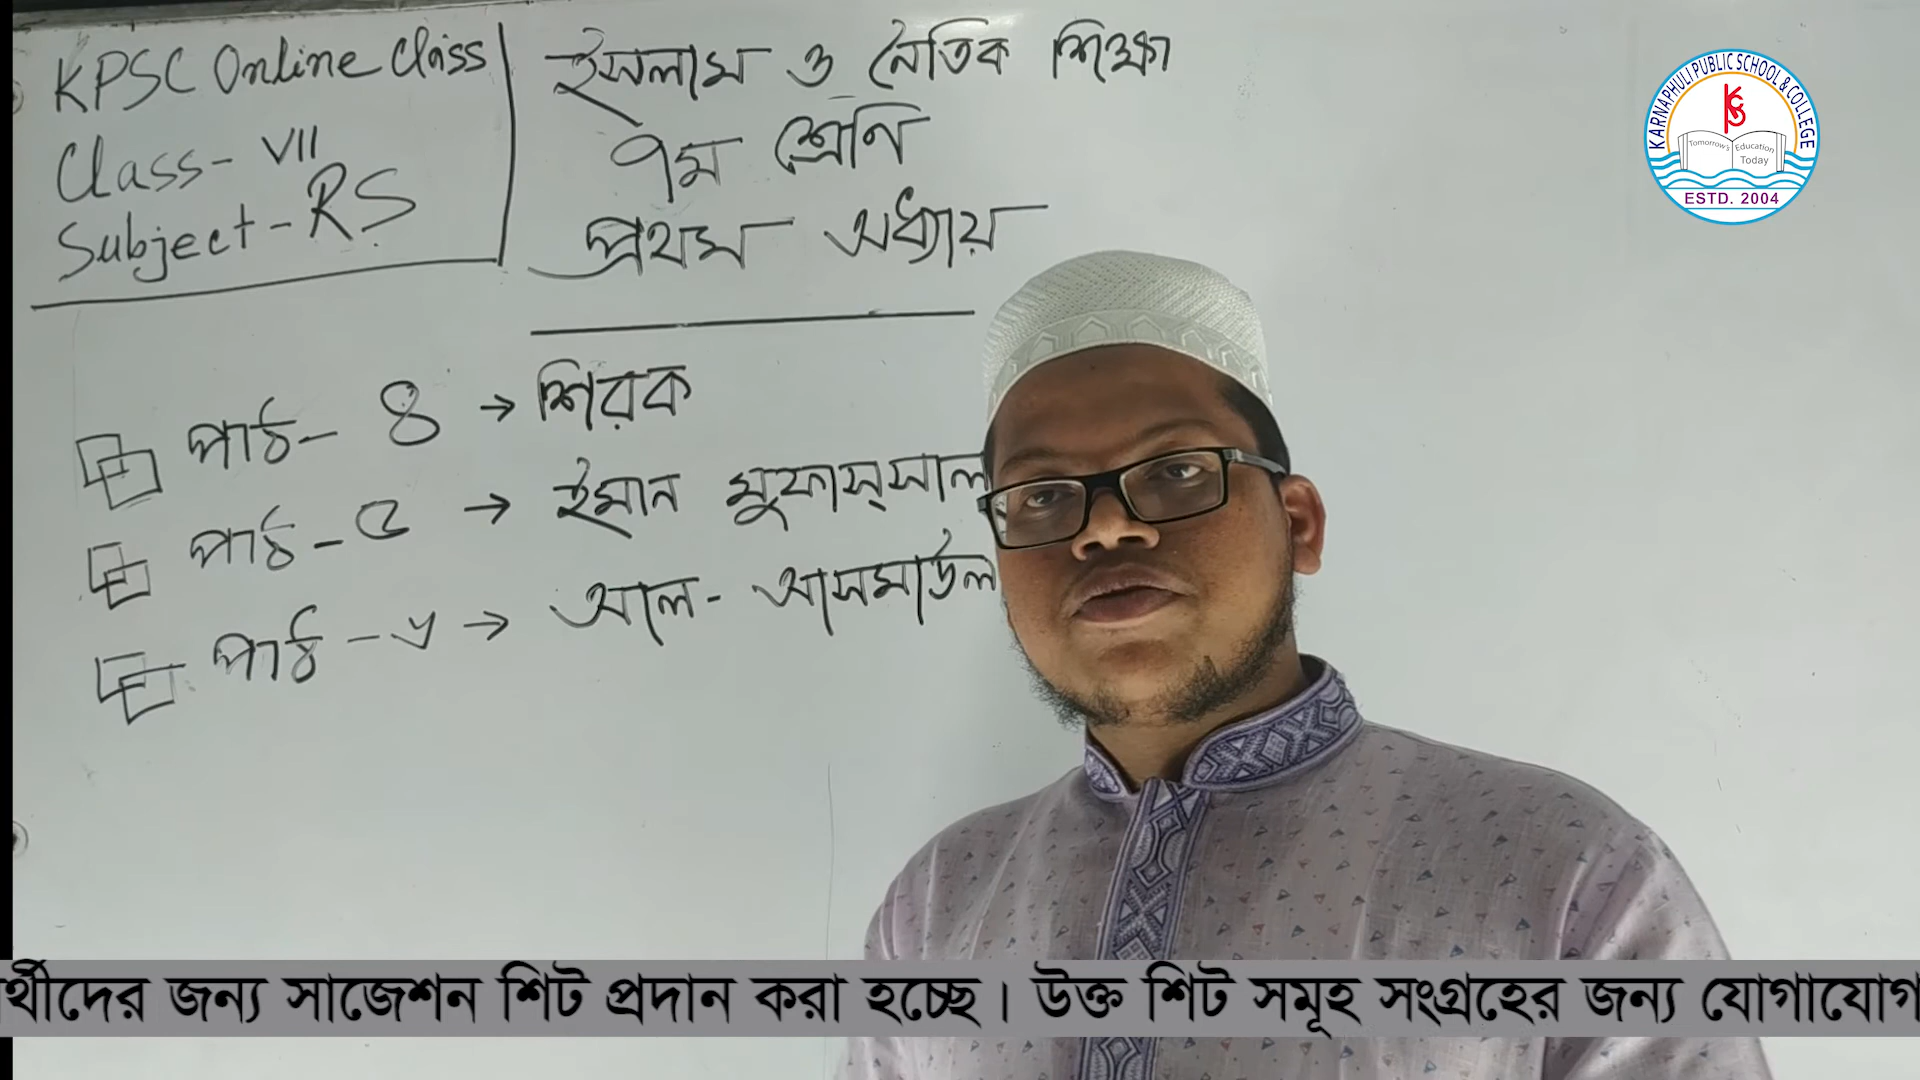 KPSC Online Class
Class- VII
Subject- RS
ইসলাম ও নৈতিক শিক্ষা
৭ম শ্রেণি
প্রথম অধ্যায়
পাঠ- ৪ → শিরক
পাঠ- ৫ → ইমান মুফাস্সাল
পাঠ - ৬ → আল- আসমাউল
KARNAPHULI PUBLIC SCHOOL & COLLEGE
KPSC
Tomorrow's Education Today
ESTD. 2004
র্থীদের জন্য সাজেশন শিট প্রদান করা হচ্ছে। উক্ত শিট সমূহ সংগ্রহের জন্য যোগাযোগ